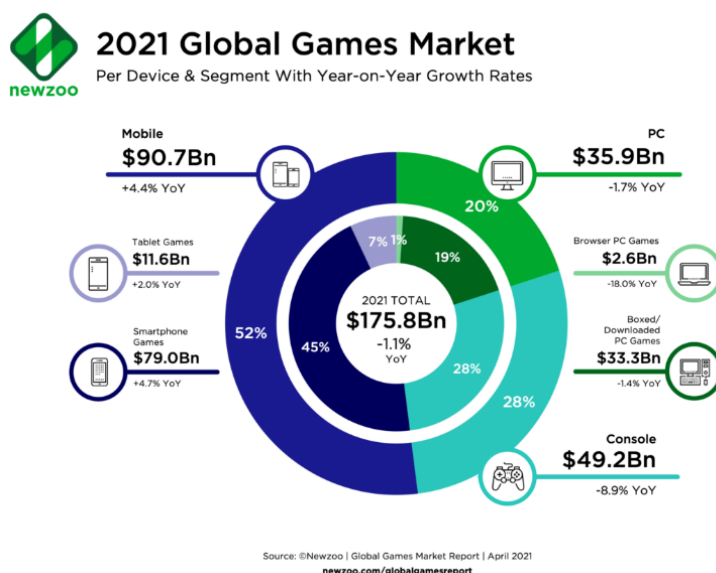 newzoo
2021 Global Games Market
Per Device & Segment With Year-on-Year Growth Rates
Mobile
$90.7Bn
+4.4% YoY
PC
$35.9Bn
-1.7% YoY
Tablet Games
$11.6Bn
+2.0% YoY
Browser PC Games
$2.6Bn
-18.0% YoY
Smartphone
Games
$79.0Bn
+4.7% YoY
Boxed/
Downloaded
PC Games
$33.3Bn
-1.4% YoY
Console
$49.2Bn
-8.9% YoY
20%
7%
1%
19%
52%
45%
28%
28%
2021 TOTAL
$175.8Bn
-1.1%
YoY
Source: ©Newzoo | Global Games Market Report | April 2021
newzoo.com/globalgamesreport